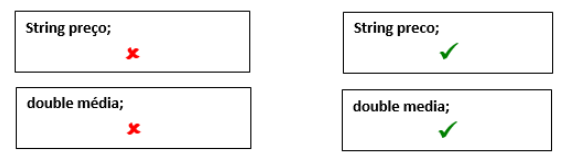 String preço;
String preco;
double média;
double media;